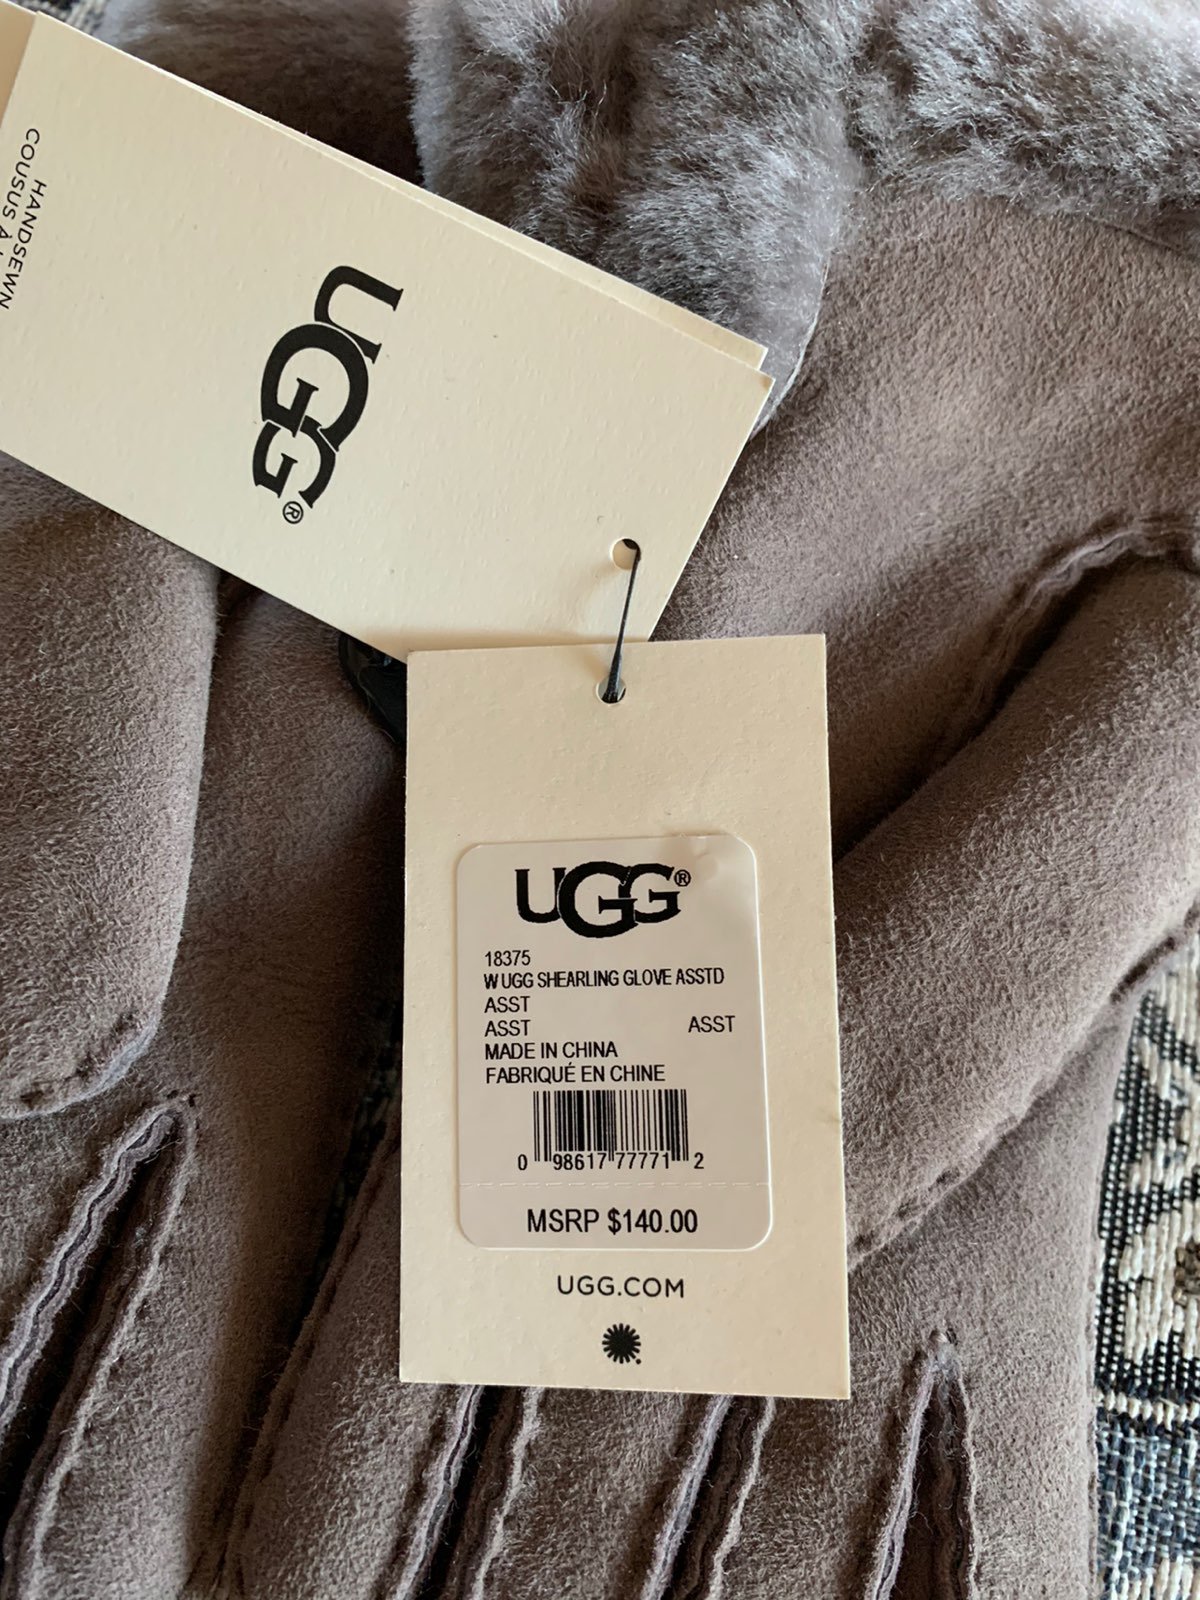 HANDSEWN
COUSUS À
UGG®
UGG®
18375
W UGG SHEARLING GLOVE ASSTD
ASST
ASST ASST
MADE IN CHINA
FABRIQUÉ EN CHINE
0 98617 77771 2
MSRP $140.00
UGG.COM